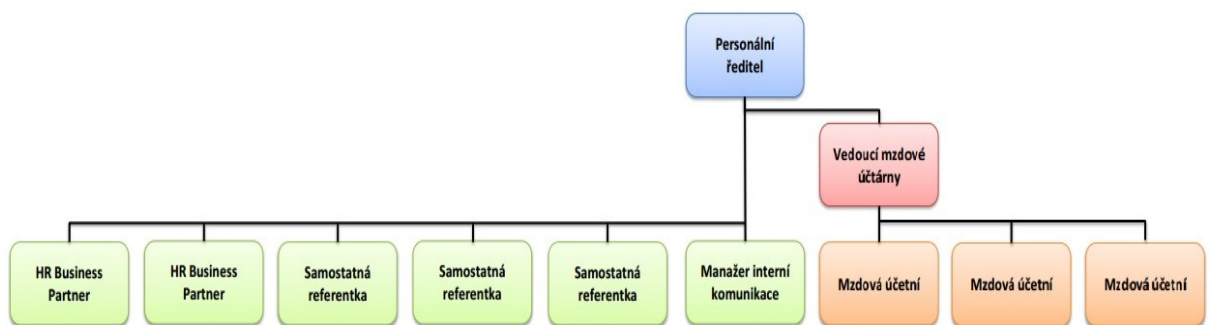 Personální
ředitel
Vedoucí mzdové
účtárny
HR Business
Partner
HR Business
Partner
Samostatná
referentka
Samostatná
referentka
Samostatná
referentka
Manažer interní
komunikace
Mzdová účetní
Mzdová účetní
Mzdová účetní